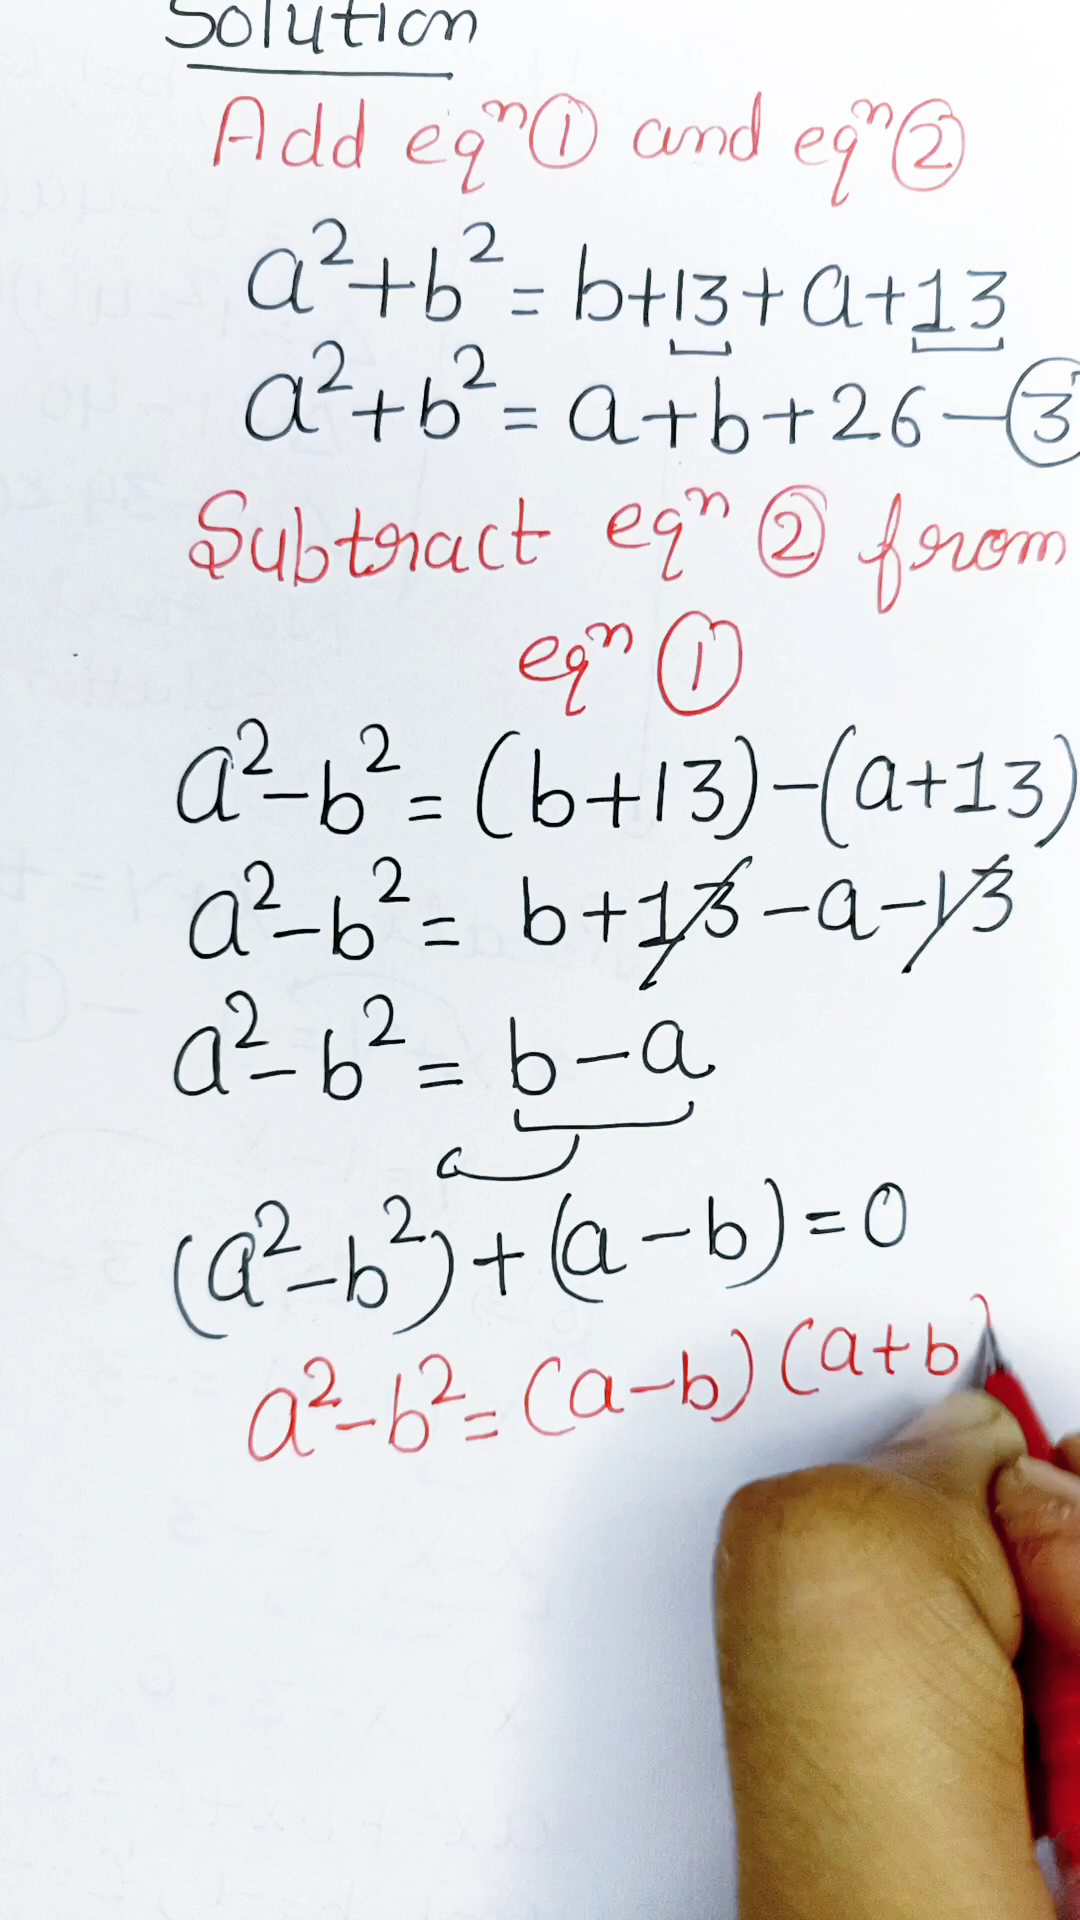 Solution
Add eqⁿ ① and eqⁿ ②
a²+b² = b+13+a+13
a²+b² = a+b+26—③
Subtract eqⁿ ② from
eqⁿ ①
a²-b² = (b+13)-(a+13)
a²-b² = b+13-a-13
a²-b² = b-a
(a²-b²)+(a-b)=0
a²-b²=(a-b)(a+b)